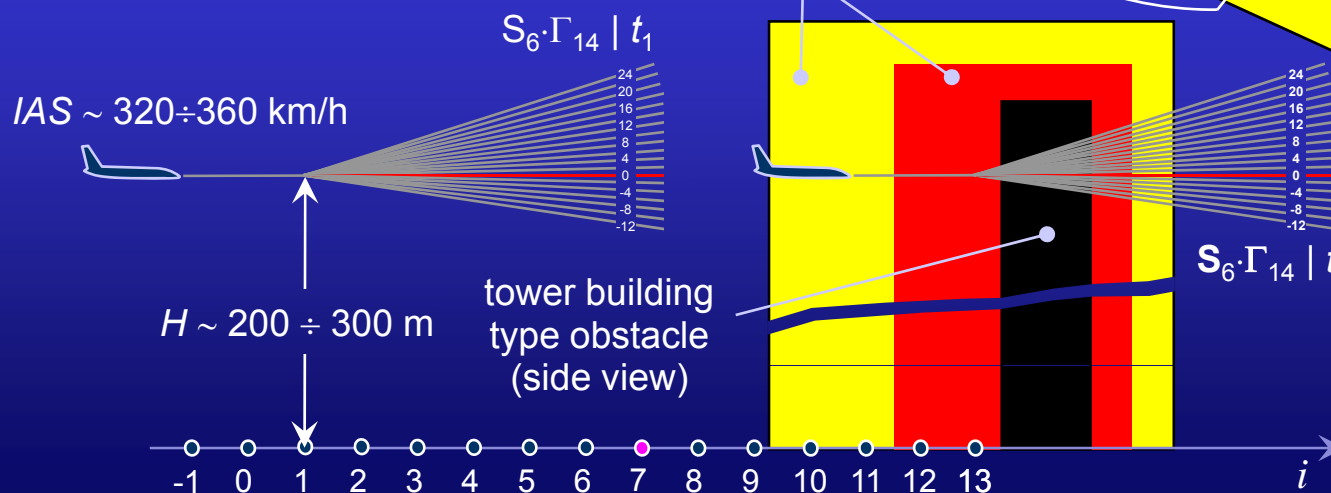 S₆·Γ₁₄ | t₁
IAS ~ 320÷360 km/h
24
20
16
12
8
4
0
-4
-8
-12
H ~ 200 ÷ 300 m
tower building
type obstacle
(side view)
24
20
16
12
8
4
0
-4
-8
-12
S₆·Γ₁₄ | t
-1 0 1 2 3 4 5 6 7 8 9 10 11 12 13 i